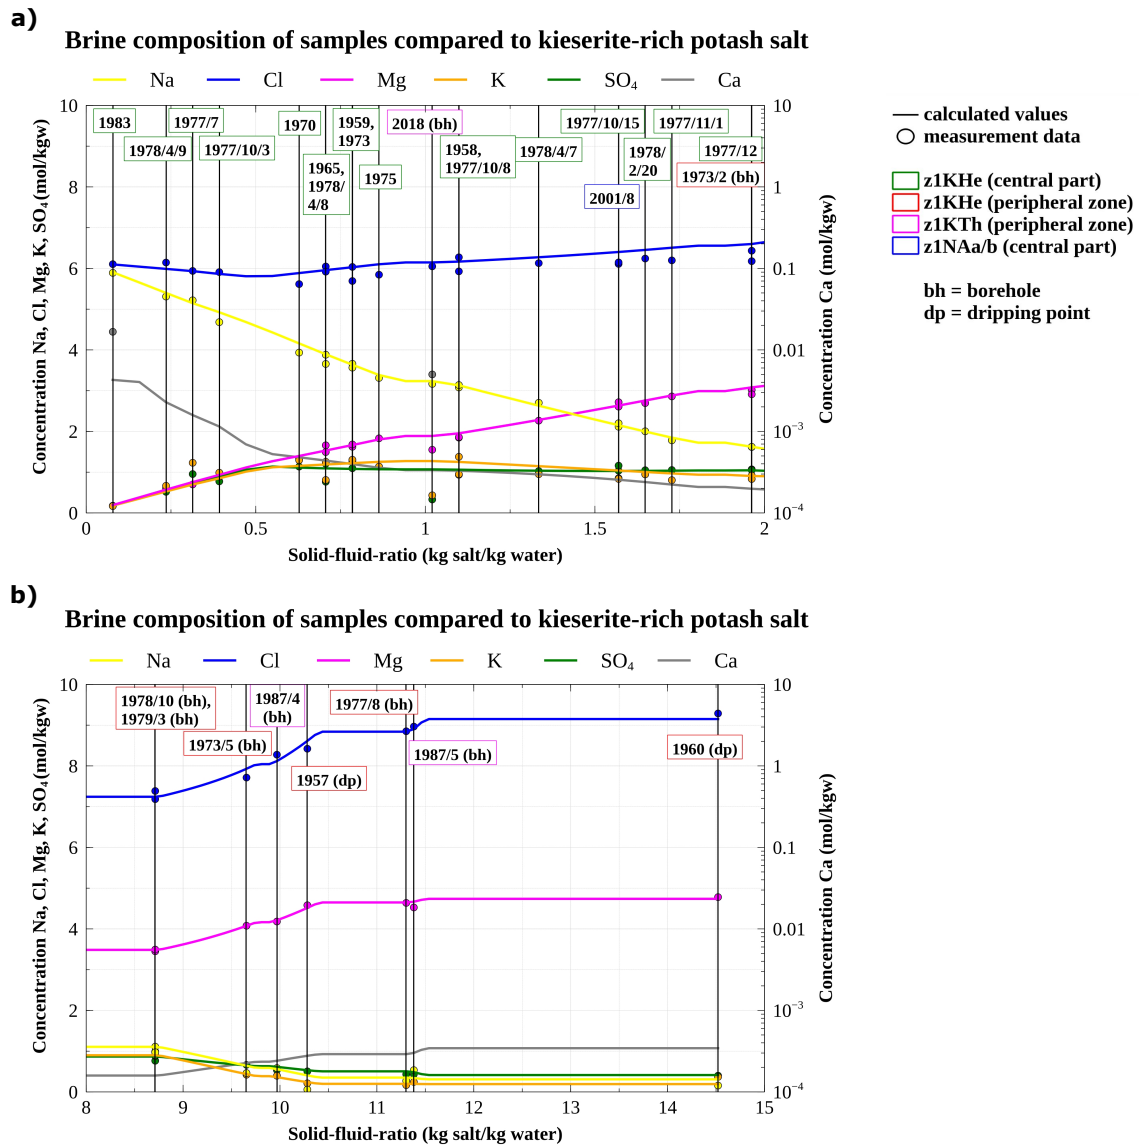 a)
Brine composition of samples compared to kieserite-rich potash salt
Na Cl Mg K SO₄ Ca
Concentration Na, Cl, Mg, K, SO₄(mol/kgw)
10
8
6
4
2
0
1983
1978/4/9
1977/7
1977/10/3
1970
1965,
1978/
4/8
1959,
1973
1975
2018 (bh)
1958,
1977/10/8
1978/4/7
1977/10/15
2001/8
1978/
2/20
1977/11/1
1977/12
1973/2 (bh)
10
1
0.1
0.01
10⁻³
10⁻⁴
Concentration Ca (mol/kgw)
0 0.5 1 1.5 2
Solid-fluid-ratio (kg salt/kg water)
calculated values
measurement data
z1KHe (central part)
z1KHe (peripheral zone)
z1KTh (peripheral zone)
z1NAa/b (central part)
bh = borehole
dp = dripping point
b)
Brine composition of samples compared to kieserite-rich potash salt
Na Cl Mg K SO₄ Ca
Concentration Na, Cl, Mg, K, SO₄(mol/kgw)
10
8
6
4
2
0
1978/10 (bh),
1979/3 (bh)
1973/5 (bh)
1987/4
(bh)
1957 (dp)
1977/8 (bh)
1987/5 (bh)
1960 (dp)
10
1
0.1
0.01
10⁻³
10⁻⁴
Concentration Ca (mol/kgw)
8 9 10 11 12 13 14 15
Solid-fluid-ratio (kg salt/kg water)